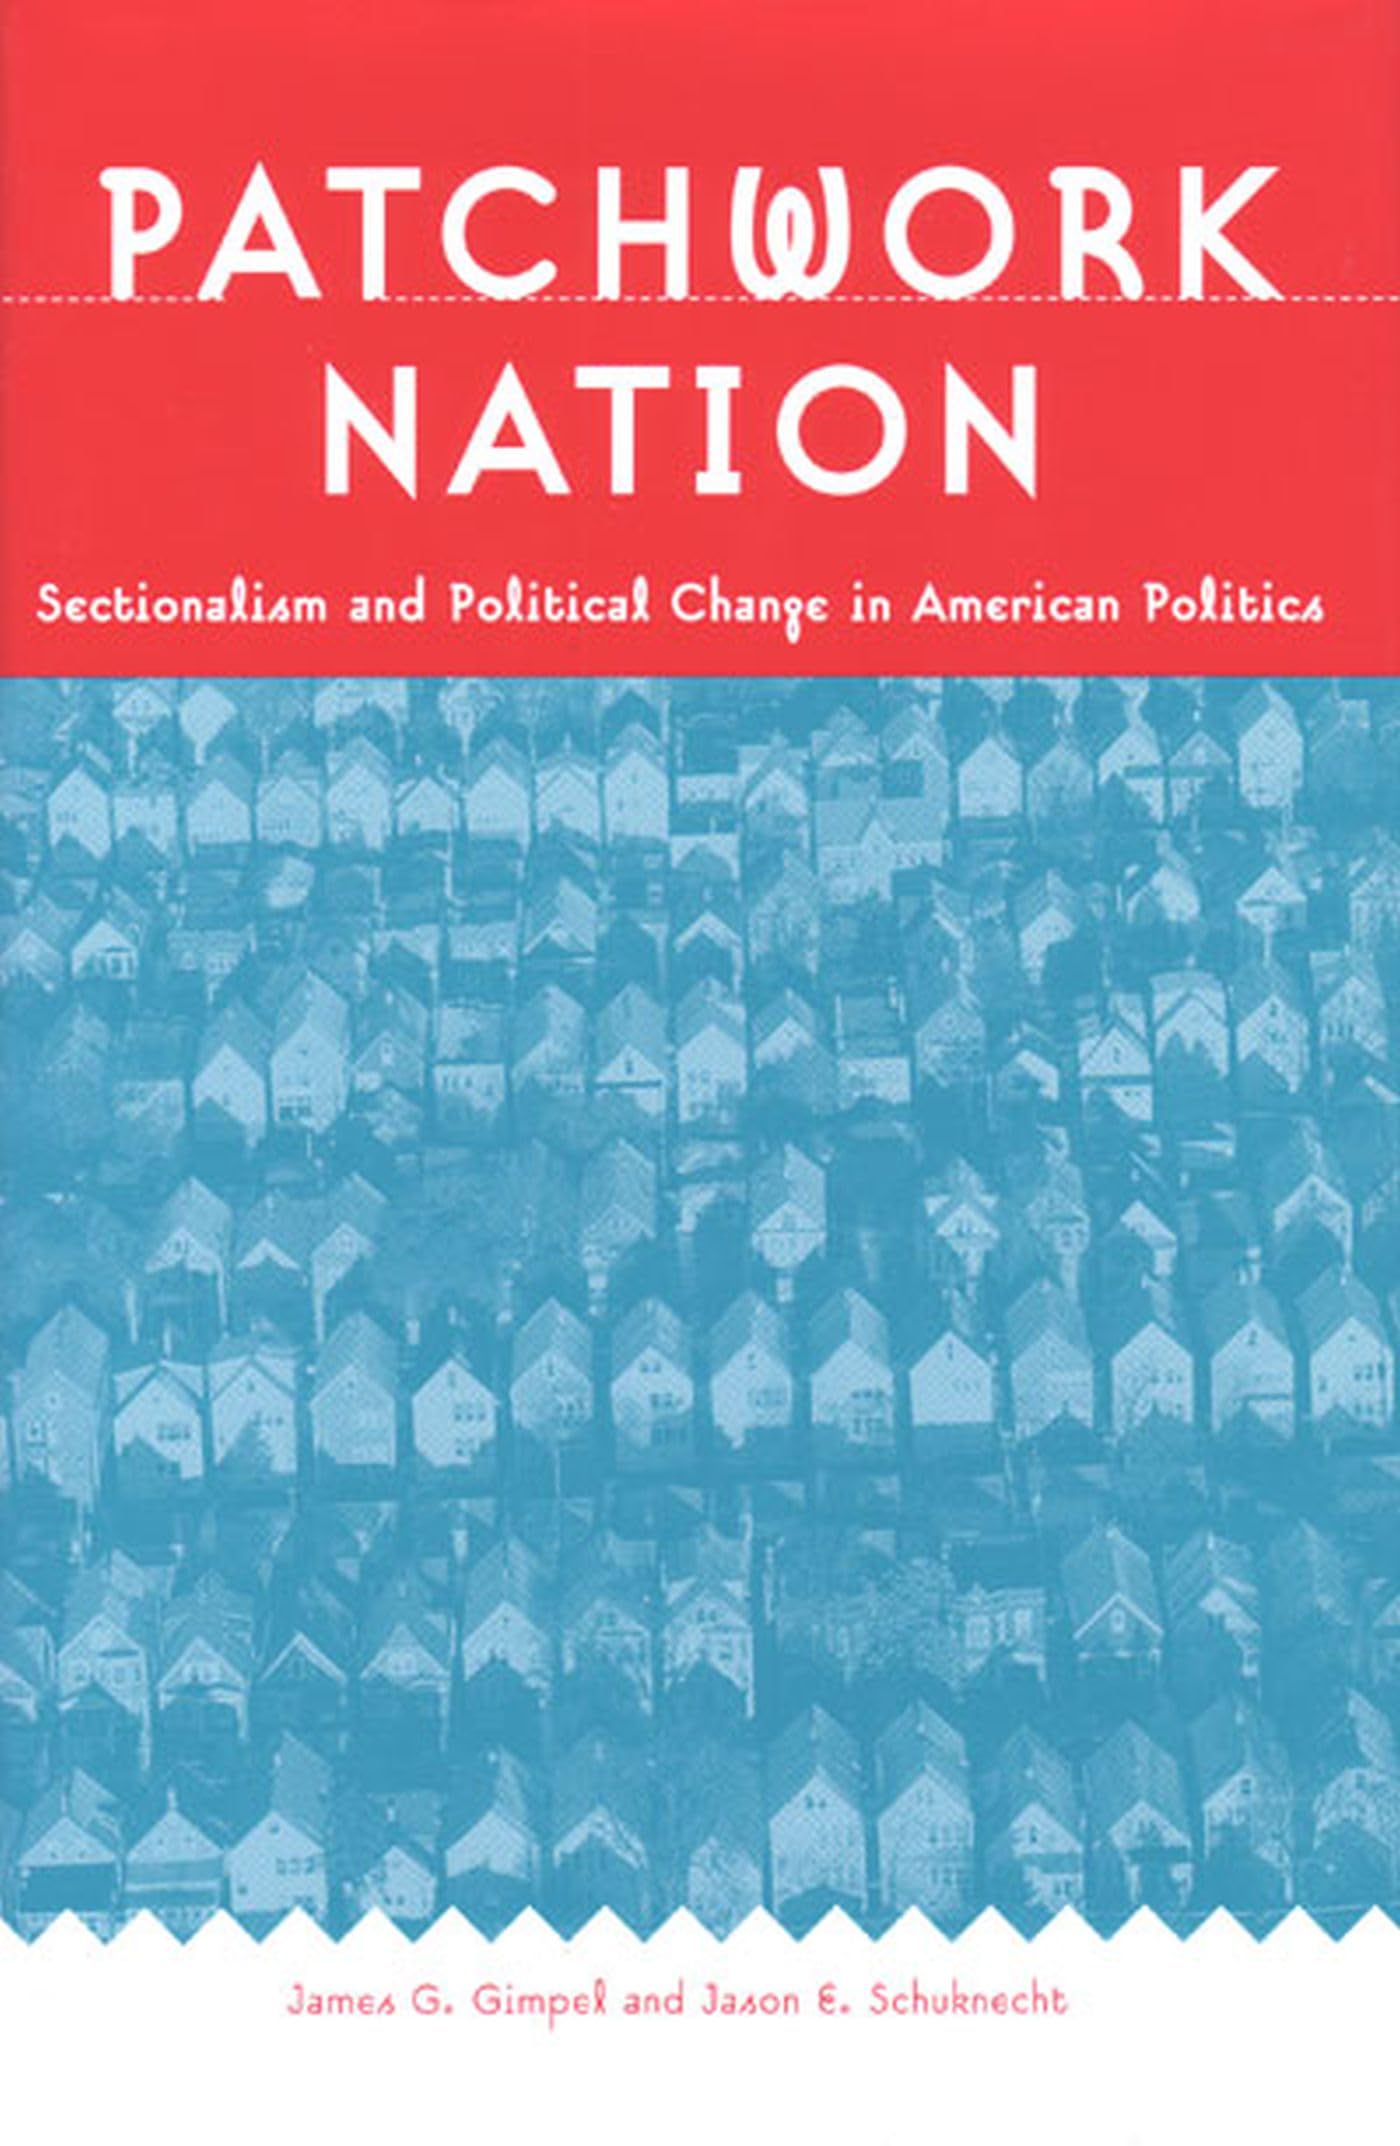 PATCHWORK
NATION
Sectionalism and Political Change in American Politics
James G. Gimpel and Jason E. Schuknecht